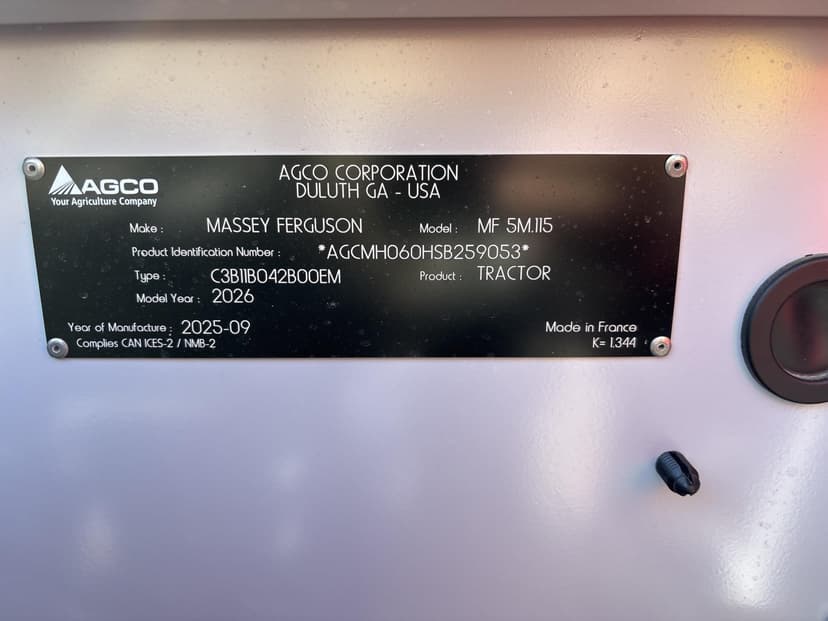 AGCO
Your Agriculture Company
AGCO CORPORATION
DULUTH GA - USA
Make : MASSEY FERGUSON Model : MF 5M.115
Product Identification Number : *AGCMH060HSB259053*
Type : C3B11B042B00EM Product : TRACTOR
Model Year : 2026
Year of Manufacture : 2025-09 Made in France
Complies CAN ICES-2 / NMB-2 K= 1.344